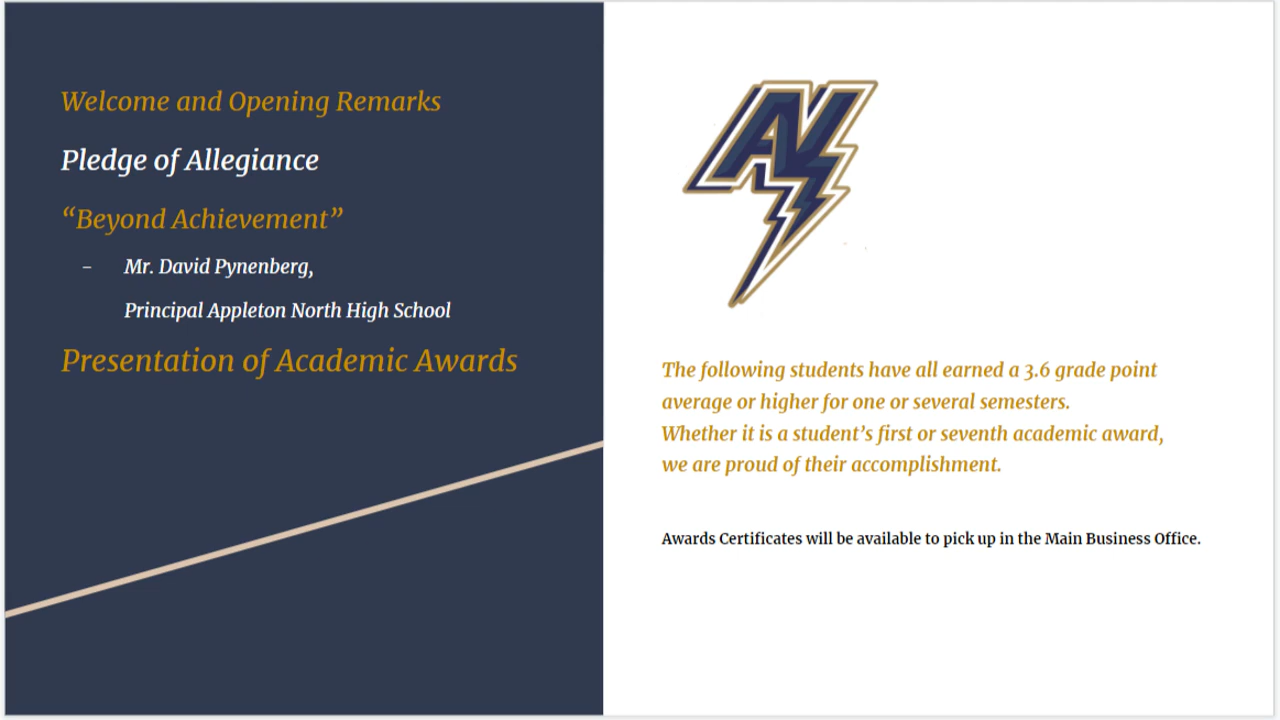 Welcome and Opening Remarks
Pledge of Allegiance
“Beyond Achievement”
– Mr. David Pynenberg,
Principal Appleton North High School
Presentation of Academic Awards
AN
The following students have all earned a 3.6 grade point
average or higher for one or several semesters.
Whether it is a student’s first or seventh academic award,
we are proud of their accomplishment.
Awards Certificates will be available to pick up in the Main Business Office.